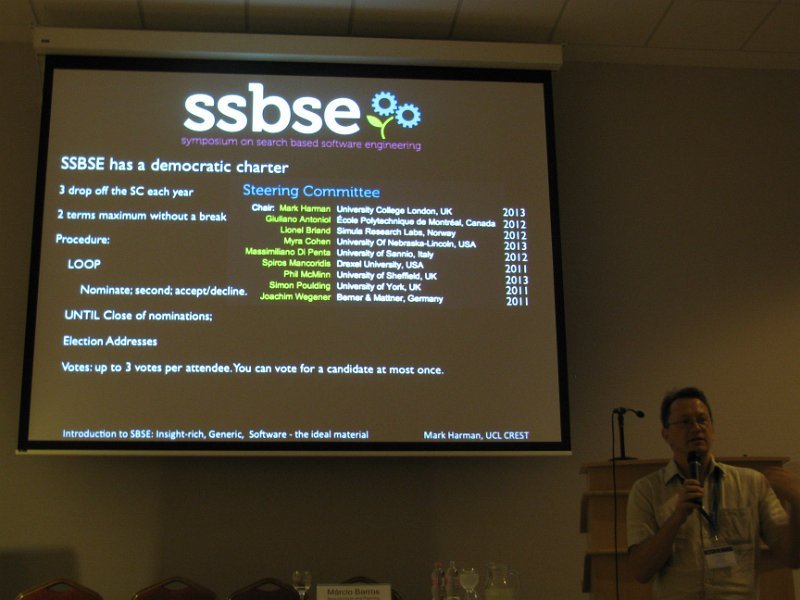 ssbse
symposium on search based software engineering
SSBSE has a democratic charter
3 drop off the SC each year
2 terms maximum without a break
Procedure:
LOOP
Nominate; second; accept/decline.
UNTIL Close of nominations;
Election Addresses
Votes: up to 3 votes per attendee. You can vote for a candidate at most once.
Steering Committee
Chair: Mark Harman University College London, UK 2013
Giuliano Antoniol École Polytechnique de Montréal, Canada 2012
Lionel Briand Simula Research Labs, Norway 2012
Myra Cohen University Of Nebraska-Lincoln, USA 2013
Massimiliano Di Penta University of Sannio, Italy 2012
Spiros Mancoridis Drexel University, USA 2011
Phil McMinn University of Sheffield, UK 2013
Simon Poulding University of York, UK 2011
Joachim Wegener Berner & Mattner, Germany 2011
Introduction to SBSE: Insight-rich, Generic, Software - the ideal material Mark Harman, UCL CREST
Márcio Barros